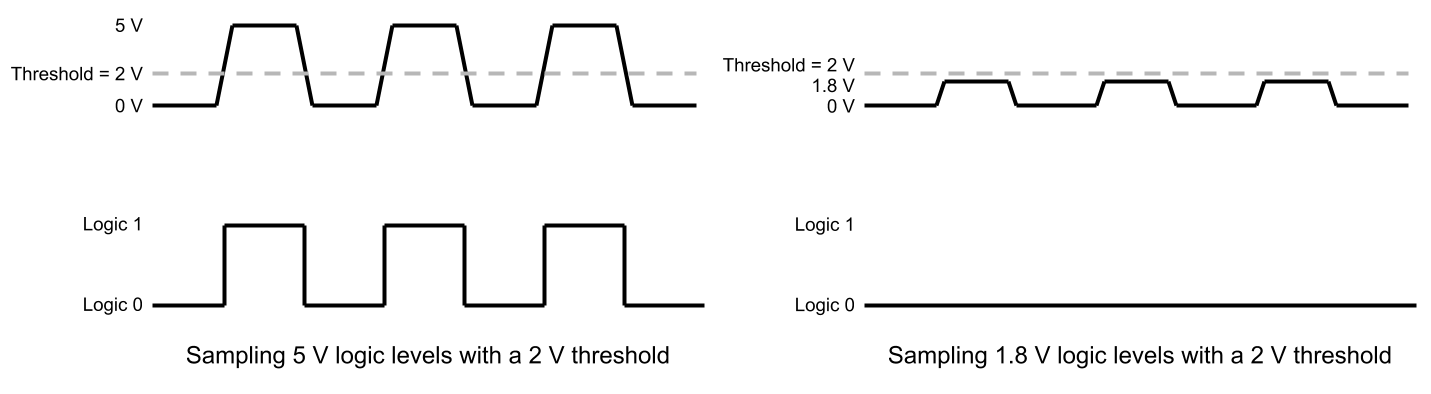 5 V
Threshold = 2 V
0 V
Logic 1
Logic 0
Sampling 5 V logic levels with a 2 V threshold
Threshold = 2 V
1.8 V
0 V
Logic 1
Logic 0
Sampling 1.8 V logic levels with a 2 V threshold